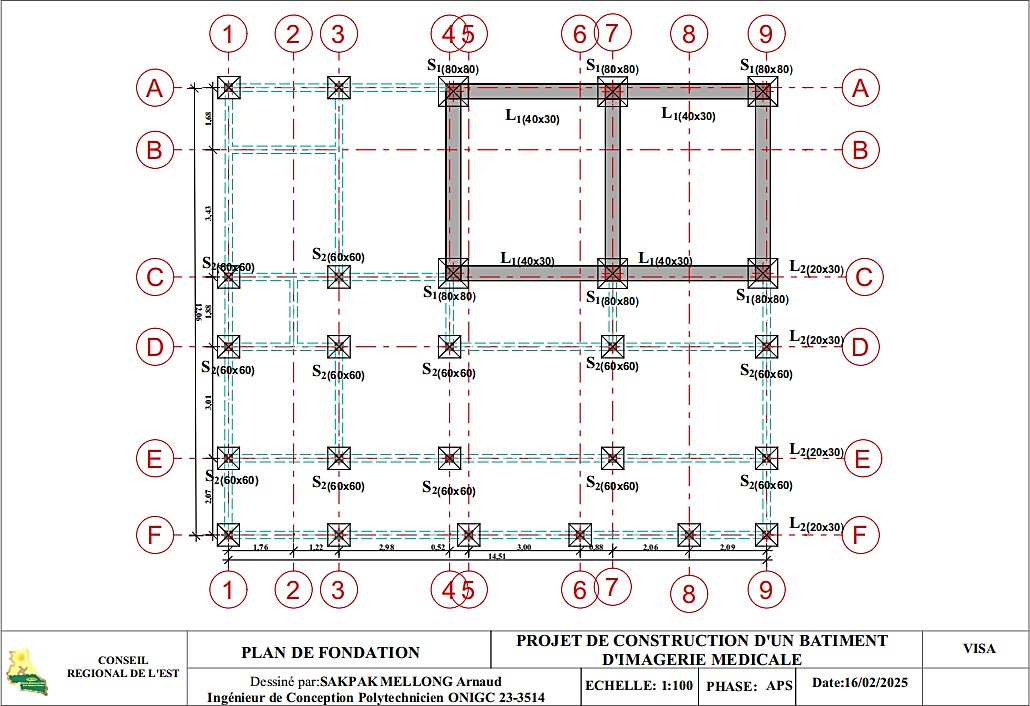 1 2 3 4 5 6 7 8 9
S1(80x80) S1(80x80) S1(80x80)
A A
L1(40x30) L1(40x30)
1,68
B B
3,43
S2(60x60) S2(60x60) L1(40x30) L1(40x30) L2(20x30)
C C
S1(80x80) S1(80x80) S1(80x80)
1,88
L2(20x30)
D D
S2(60x60) S2(60x60) S2(60x60) S2(60x60) S2(60x60)
3,01
L2(20x30)
E E
S2(60x60) S2(60x60) S2(60x60) S2(60x60) S2(60x60)
2,07
L2(20x30)
F F
1,76 1,22 2,98 0,52 3,00 0,88 2,06 2,09
14,51
1 2 3 4 5 6 7 8 9
CONSEIL
REGIONAL DE L'EST
PLAN DE FONDATION
PROJET DE CONSTRUCTION D'UN BATIMENT
D'IMAGERIE MEDICALE
VISA
Dessiné par:SAKPAK MELLONG Arnaud
Ingénieur de Conception Polytechnicien ONIGC 23-3514
ECHELLE: 1:100
PHASE: APS
Date:16/02/2025